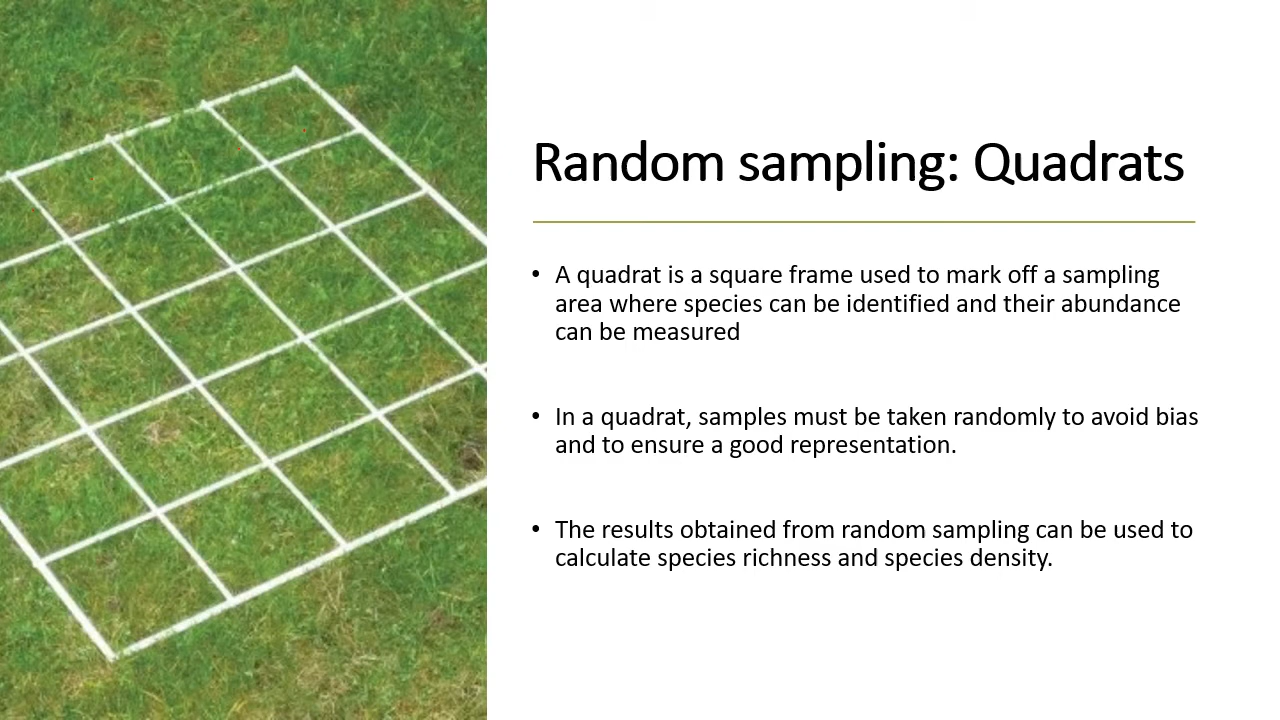 Random sampling: Quadrats
• A quadrat is a square frame used to mark off a sampling
area where species can be identified and their abundance
can be measured
• In a quadrat, samples must be taken randomly to avoid bias
and to ensure a good representation.
• The results obtained from random sampling can be used to
calculate species richness and species density.